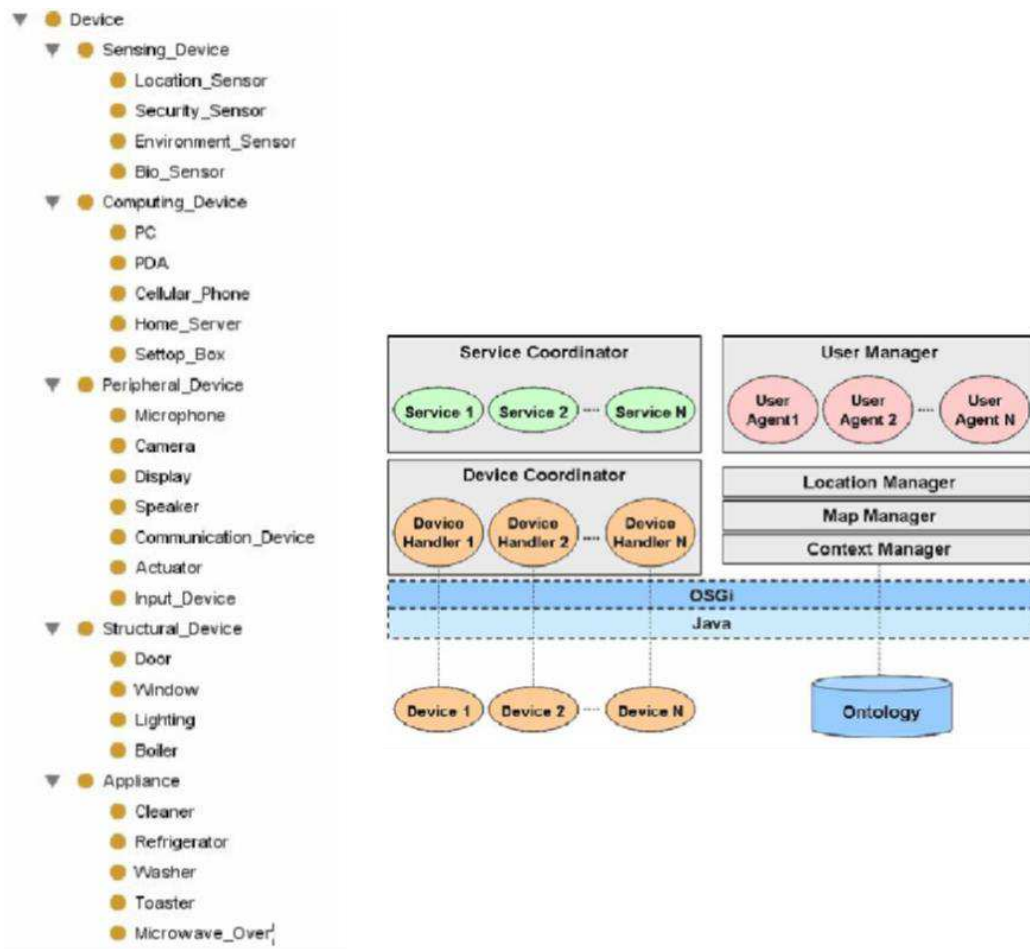 Device
Sensing_Device
Location_Sensor
Security_Sensor
Environment_Sensor
Bio_Sensor
Computing_Device
PC
PDA
Cellular_Phone
Home_Server
Settop_Box
Peripheral_Device
Microphone
Camera
Display
Speaker
Communication_Device
Actuator
Input_Device
Structural_Device
Door
Window
Lighting
Boiler
Appliance
Cleaner
Refrigerator
Washer
Toaster
Microwave_Over
Service Coordinator
Service 1 Service 2 ···· Service N
Device Coordinator
Device Device Device
Handler 1 Handler 2 ···· Handler N
User Manager
User User User
Agent1 Agent 2 ···· Agent N
Location Manager
Map Manager
Context Manager
OSGi
Java
Device 1 Device 2 ···· Device N
Ontology